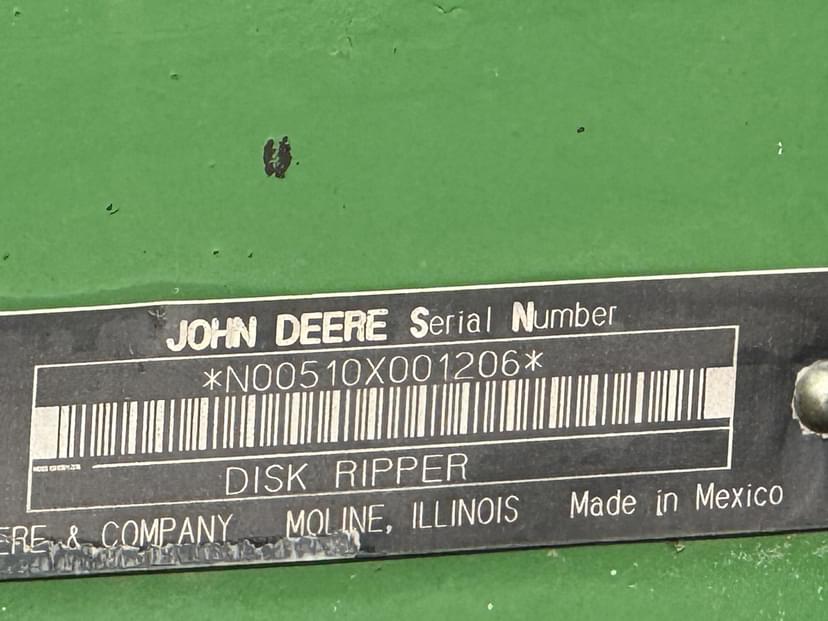 JOHN DEERE Serial Number
*N00510X001206*
DISK RIPPER
ERE & COMPANY MOLINE, ILLINOIS Made in Mexico